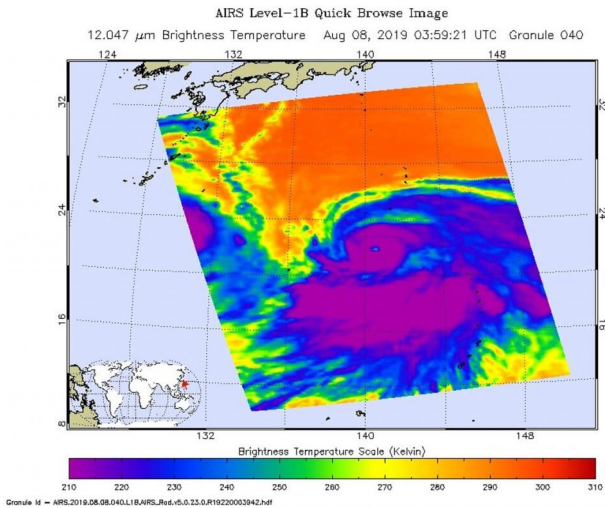 AIRS Level-1B Quick Browse Image
12.047 μm Brightness Temperature Aug 08, 2019 03:59:21 UTC Granule 040
124 132 140 148
32 32
24 24
16 16
8
132 140 148
Brightness Temperature Scale (Kelvin)
210 220 230 240 250 260 270 280 290 300 310
Granule Id – AIRS.2019.08.08.040.L1B.AIRS_Rad.v5.0.23.0.R19220003942.hdf